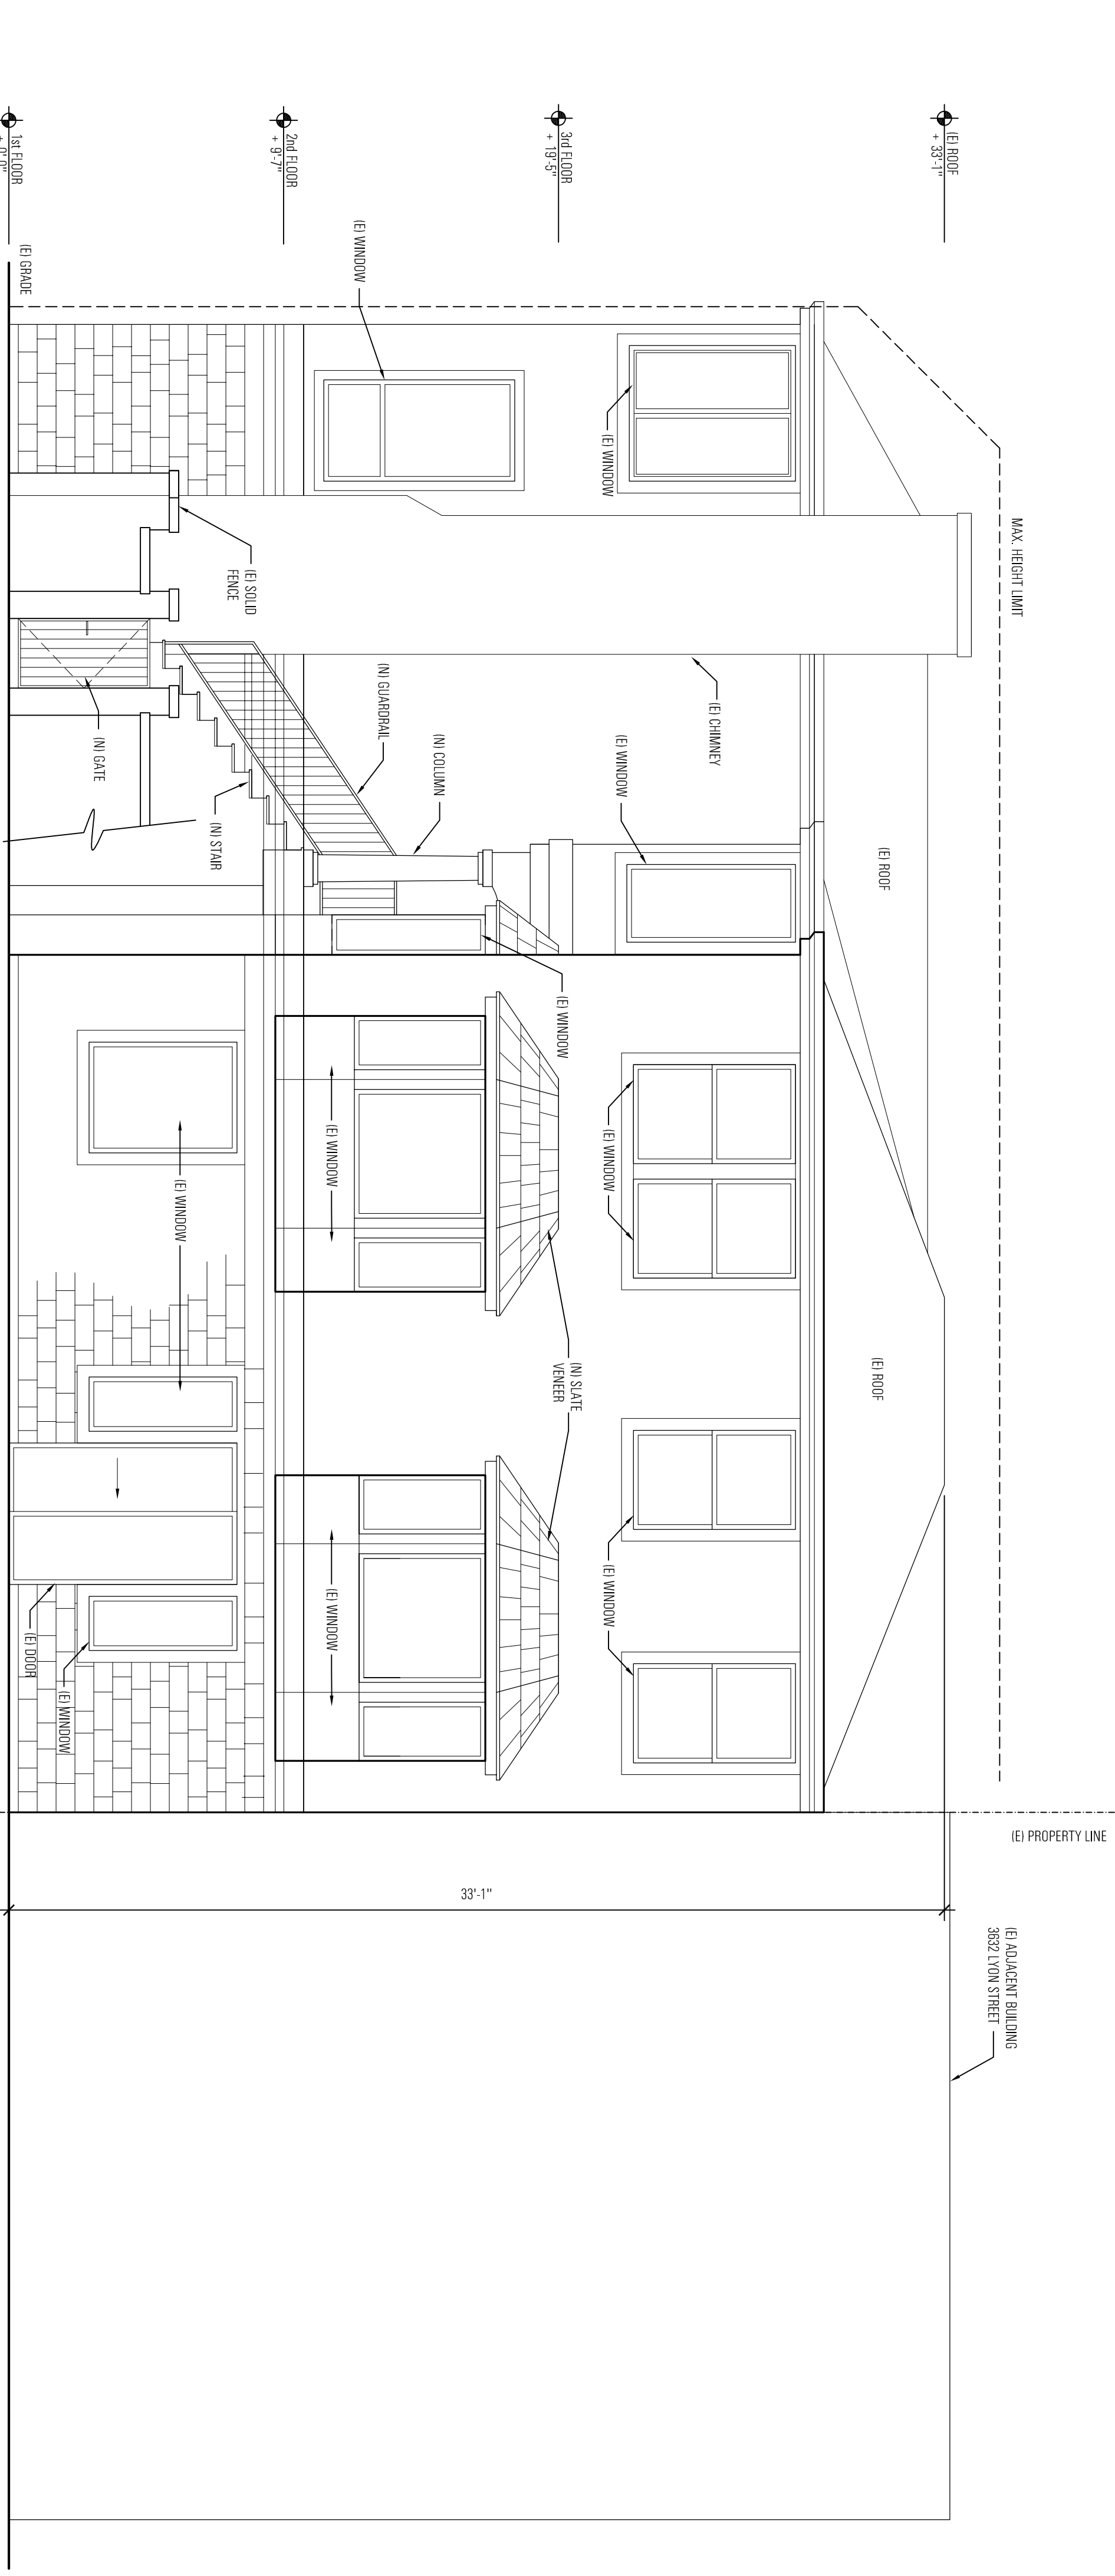 MAX. HEIGHT LIMIT
(E) PROPERTY LINE
(E) ADJACENT BUILDING
3632 LYON STREET
(E) ROOF
+ 33'-1"
(E) ROOF
(E) ROOF
(E) CHIMNEY
(E) WINDOW
(E) WINDOW
(E) WINDOW
(E) WINDOW
3rd FLOOR
+ 19'-5"
(E) WINDOW
(N) SLATE
VENEER
33'-1"
(E) WINDOW
(N) COLUMN
(N) GUARDRAIL
(E) WINDOW
(E) WINDOW
2nd FLOOR
+ 9'-7"
(E) SOLID
FENCE
(N) STAIR
(E) WINDOW
(N) GATE
(E) WINDOW
(E) DOOR
(E) GRADE
1st FLOOR
+ 0'-0"